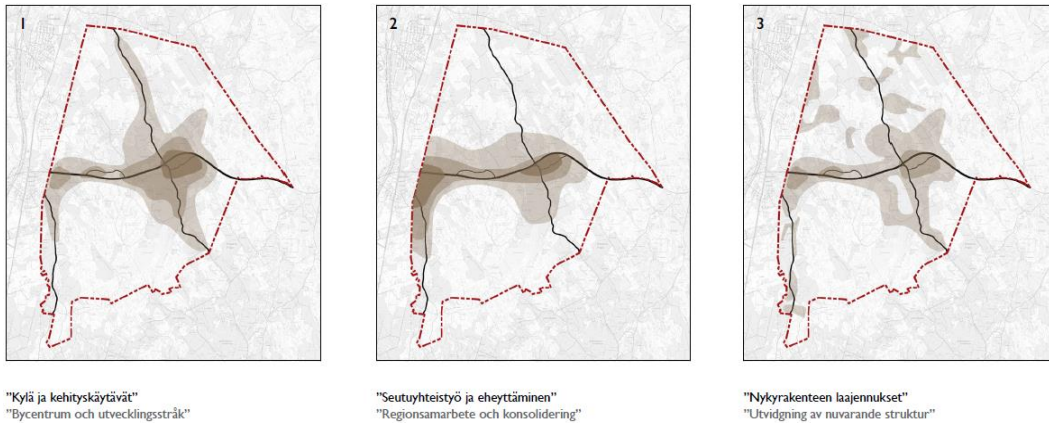 1
2
3
"Kylä ja kehityskäytävät"
"Bycentrum och utvecklingsstråk"
"Seutuyhteistyö ja eheyttäminen"
"Regionsamarbete och konsolidering"
"Nykyrakenteen laajennukset"
"Utvidgning av nuvarande struktur"